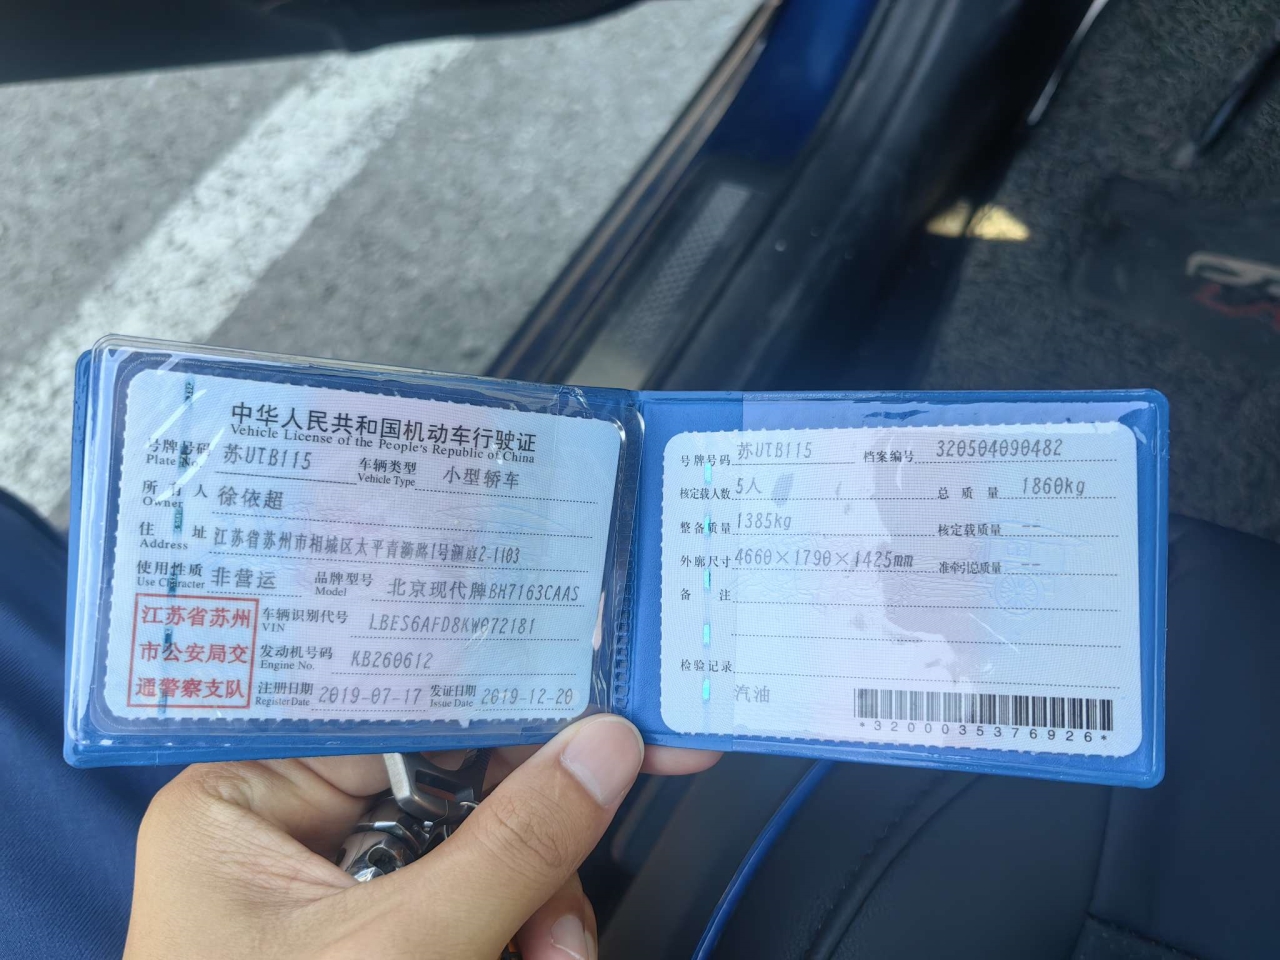 中华人民共和国机动车行驶证
Vehicle License of the People's Republic of China
号牌号码 苏UTB115 车辆类型 小型轿车
Plate No. Vehicle Type
所有人 徐依超
Owner
住址 江苏省苏州市相城区太平青漪路1号湖庭2-1103
Address
使用性质 非营运 品牌型号 北京现代牌BH7163CAAS
Use Character Model
江苏省苏州
市公安局交
通警察支队
车辆识别代号 LBES6AFD8KW072181
VIN
发动机号码 KB260612
Engine No.
注册日期 2019-07-17 发证日期 2019-12-20
Register Date Issue Date
号牌号码 苏UTB115 档案编号 320504090482
核定载人数 5人 总质量 1860kg
整备质量 1385kg 核定载质量 --
外廓尺寸 4660×1790×1425mm 准牵引总质量 --
备注
检验记录
汽油
*3200035376926*